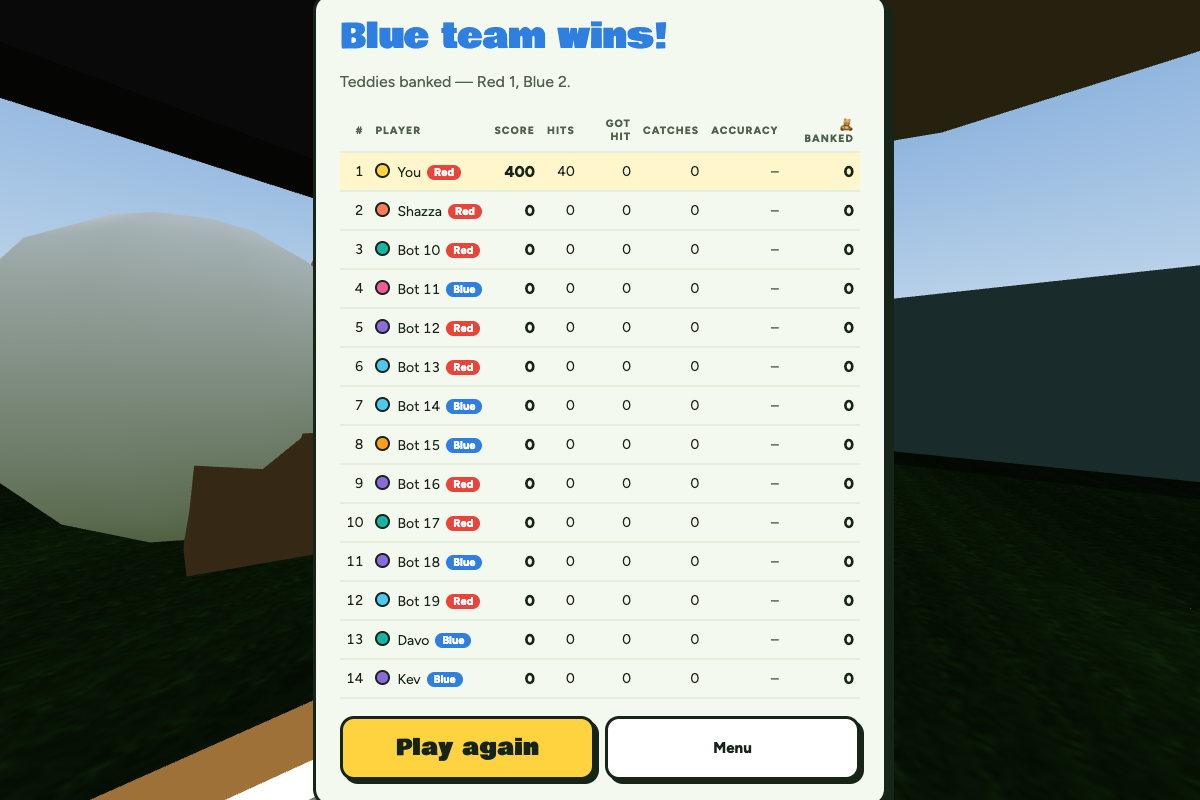 Blue team wins!
Teddies banked — Red 1, Blue 2.
# PLAYER SCORE HITS GOT HIT CATCHES ACCURACY 🧸 BANKED
1 You Red 400 40 0 0 – 0
2 Shazza Red 0 0 0 0 – 0
3 Bot 10 Red 0 0 0 0 – 0
4 Bot 11 Blue 0 0 0 0 – 0
5 Bot 12 Red 0 0 0 0 – 0
6 Bot 13 Red 0 0 0 0 – 0
7 Bot 14 Blue 0 0 0 0 – 0
8 Bot 15 Blue 0 0 0 0 – 0
9 Bot 16 Red 0 0 0 0 – 0
10 Bot 17 Red 0 0 0 0 – 0
11 Bot 18 Blue 0 0 0 0 – 0
12 Bot 19 Red 0 0 0 0 – 0
13 Davo Blue 0 0 0 0 – 0
14 Kev Blue 0 0 0 0 – 0
Play again Menu